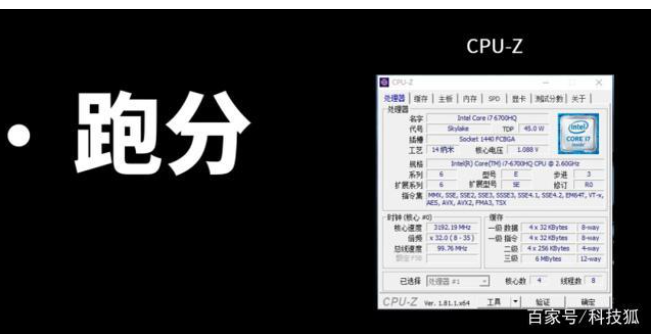 CPU-Z
• 跑分
CPU-Z
处理器 缓存 主板 内存 SPD 显卡 测试分数 关于
处理器
名字 Intel Core i7 6700HQ
代号 Skylake TDP 45.0 W
插槽 Socket 1440 FCBGA
工艺 14 纳米 核心电压 1.088 V
(intel)
CORE i7
规格 Intel(R) Core(TM) i7-6700HQ CPU @ 2.60GHz
系列 6 型号 E 步进 3
扩展系列 6 扩展型号 5E 修订 R0
指令集 MMX, SSE, SSE2, SSE3, SSSE3, SSE4.1, SSE4.2, EM64T, VT-x,
AES, AVX, AVX2, FMA3, TSX
时钟 (核心 #0) 缓存
核心速度 3192.19 MHz 一级 数据 4 x 32 KBytes 8-way
倍频 x 32.0 ( 8 - 35 ) 一级 指令 4 x 32 KBytes 8-way
总线速度 99.76 MHz 二级 4 x 256 KBytes 4-way
三级 6 MBytes 12-way
已选择 处理器 #1 核心数 4 线程数 8
CPU-Z Ver. 1.81.1.x64 工具 验证 确定
百家号/科技狐